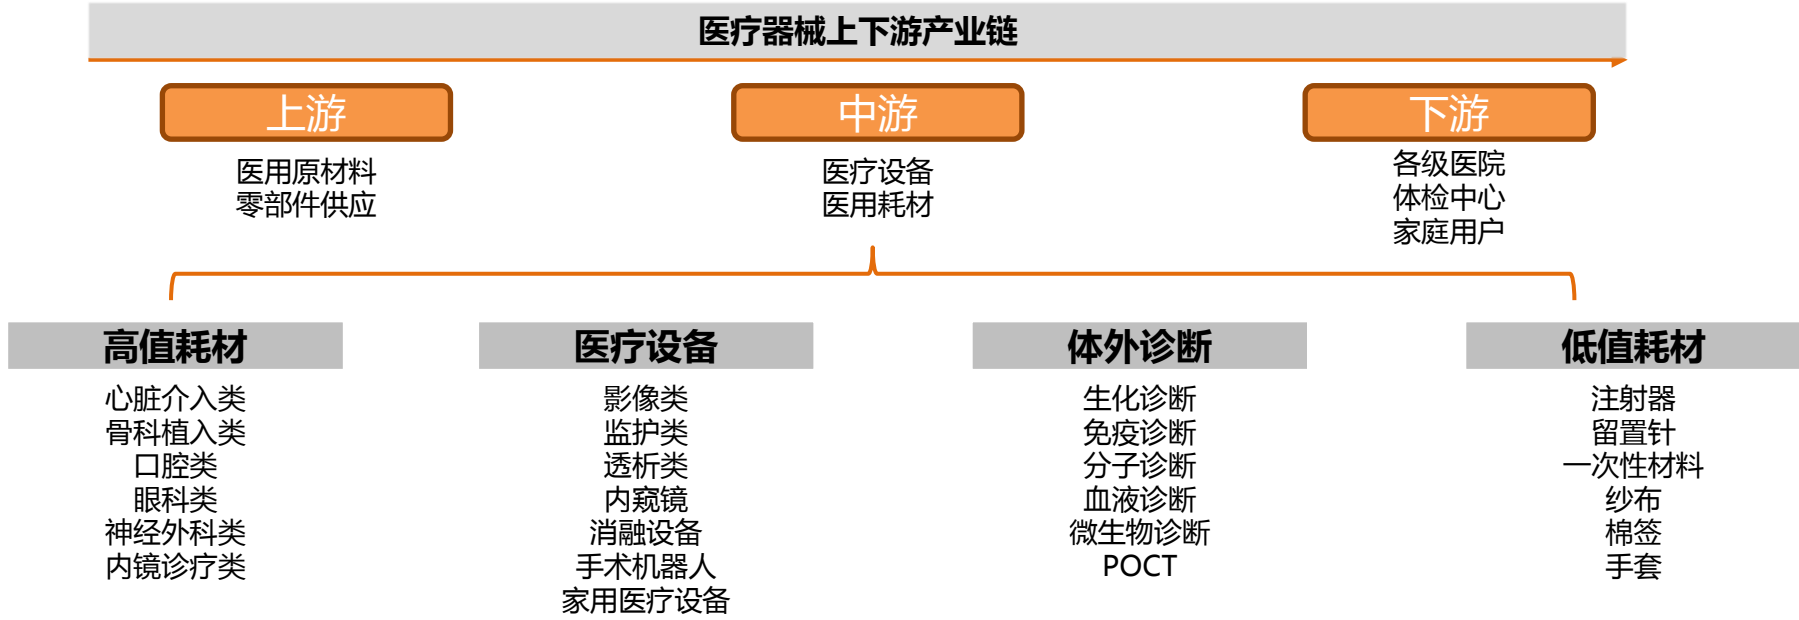 医疗器械上下游产业链
上游
中游
下游
医用原材料
零部件供应
医疗设备
医用耗材
各级医院
体检中心
家庭用户
高值耗材
心脏介入类
骨科植入类
口腔类
眼科类
神经外科类
内镜诊疗类
医疗设备
影像类
监护类
透析类
内窥镜
消融设备
手术机器人
家用医疗设备
体外诊断
生化诊断
免疫诊断
分子诊断
血液诊断
微生物诊断
POCT
低值耗材
注射器
留置针
一次性材料
纱布
棉签
手套